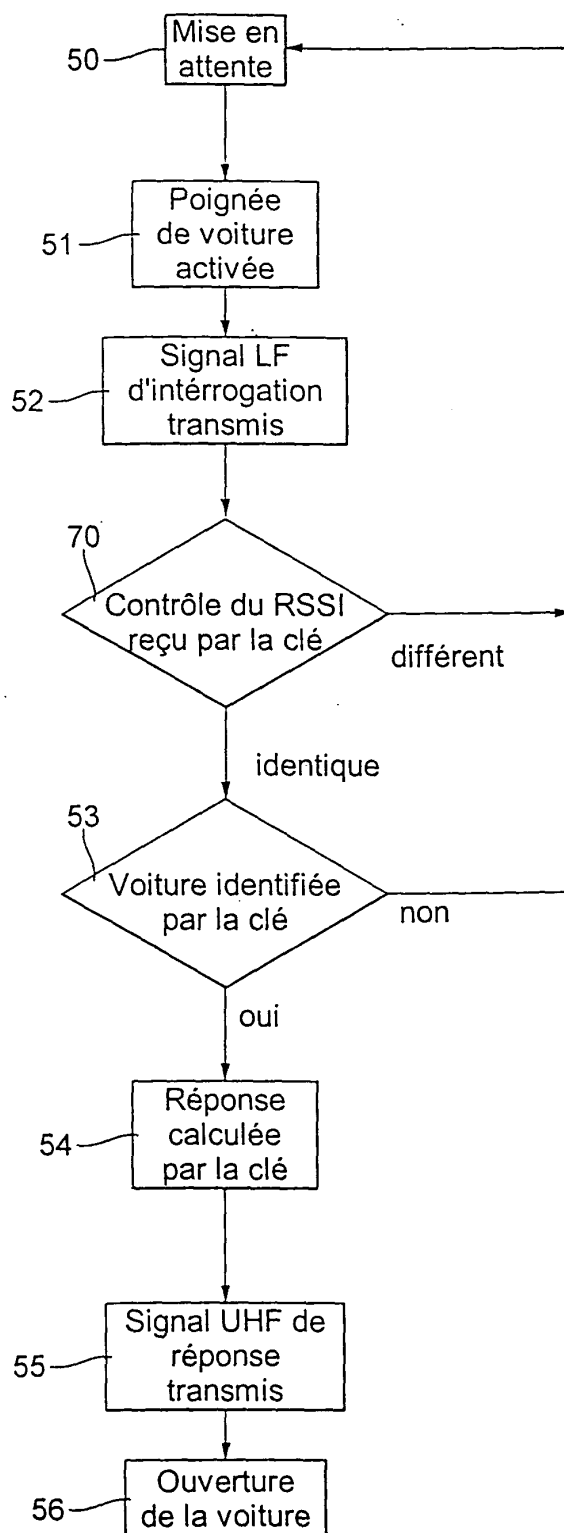 Mise en
attente
50
Poignée
de voiture
activée
51
Signal LF
d'intérrogation
transmis
52
70
Contrôle du RSSI
reçu par la clé
différent
identique
53
Voiture identifiée
par la clé
non
oui
Réponse
calculée
par la clé
54
Signal UHF de
réponse
transmis
55
Ouverture
de la voiture
56